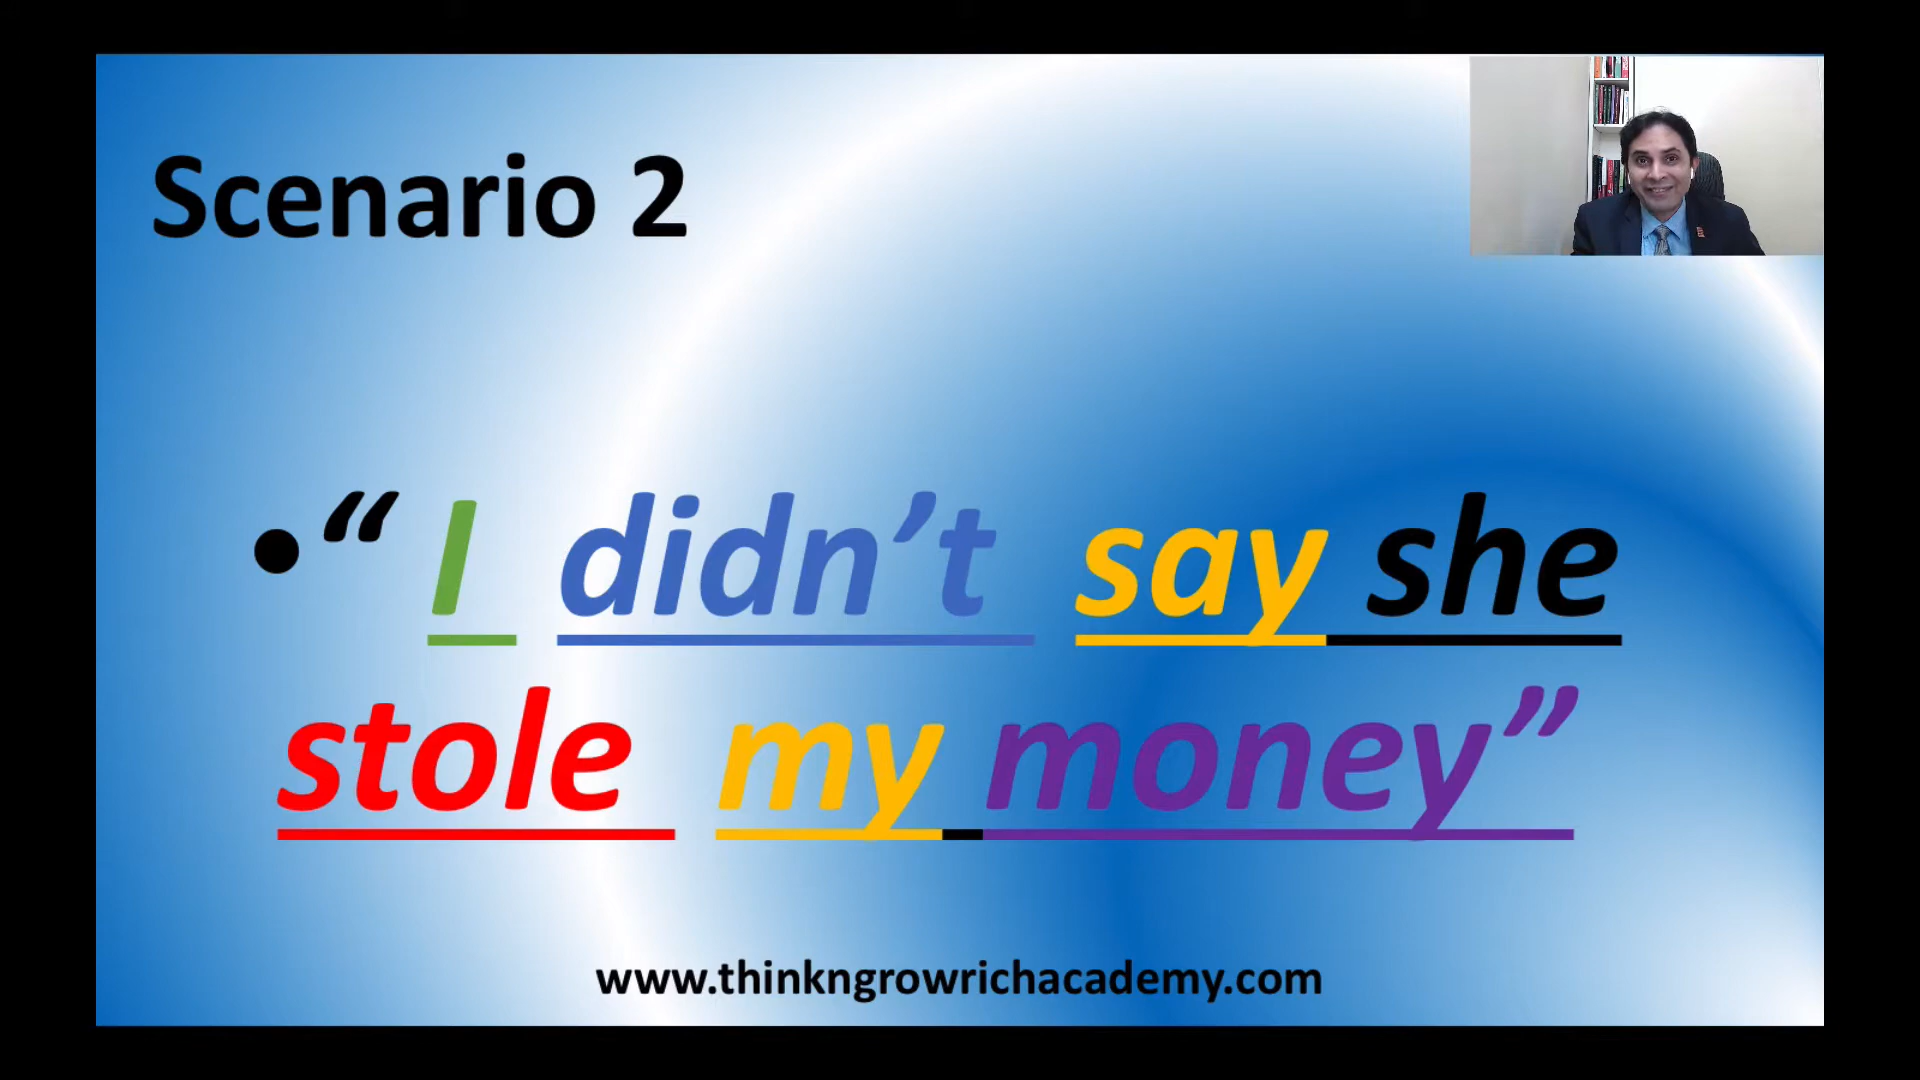 Scenario 2
•“ I didn’t say she
stole my money”
www.thinkngrowrichacademy.com